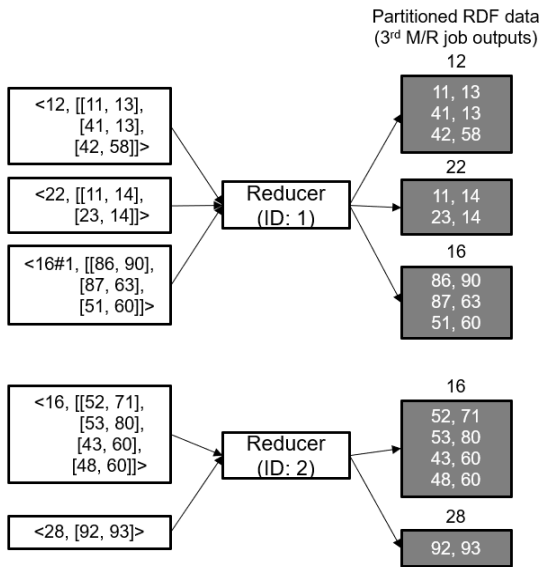 Partitioned RDF data
(3rd M/R job outputs)
12
<12, [[11, 13],
[41, 13],
[42, 58]]>
11, 13
41, 13
42, 58
22
<22, [[11, 14],
[23, 14]]>
Reducer
(ID: 1)
11, 14
23, 14
16
<16#1, [[86, 90],
[87, 63],
[51, 60]]>
86, 90
87, 63
51, 60
16
<16, [[52, 71],
[53, 80],
[43, 60],
[48, 60]]>
Reducer
(ID: 2)
52, 71
53, 80
43, 60
48, 60
28
<28, [92, 93]>
92, 93